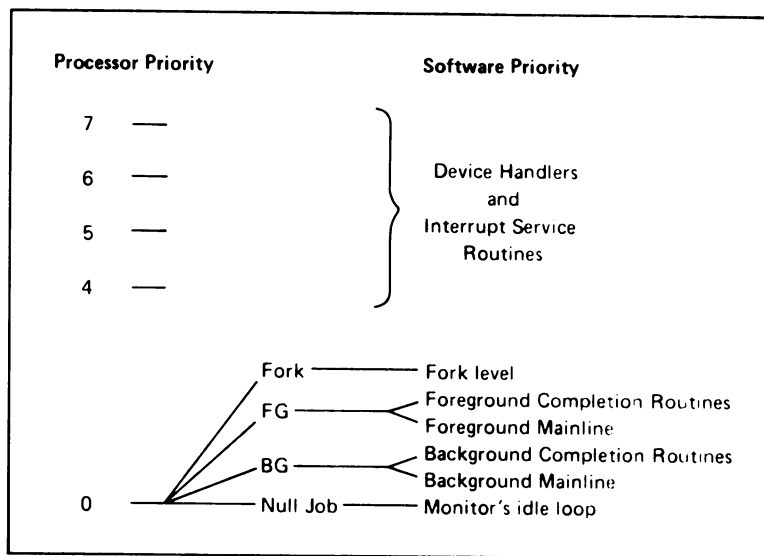 Processor Priority
Software Priority
7
6
5
4
Device Handlers
and
Interrupt Service
Routines
Fork
Fork level
FG
Foreground Completion Routines
Foreground Mainline
BG
Background Completion Routines
Background Mainline
0
Null Job
Monitor's idle loop